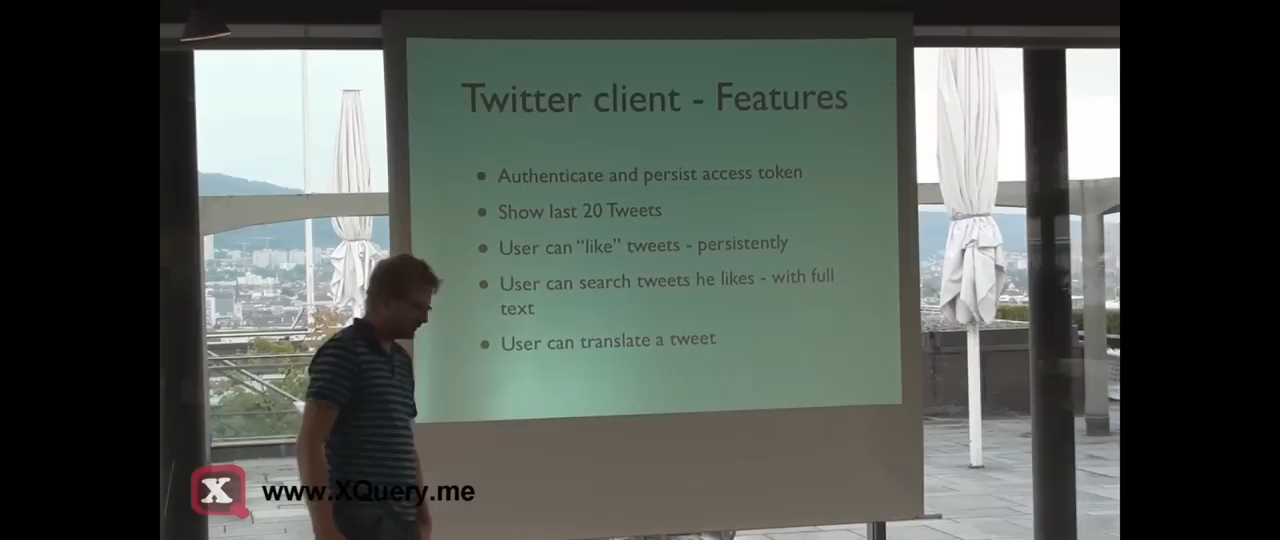 Twitter client - Features
Authenticate and persist access token
Show last 20 Tweets
User can “like” tweets - persistently
User can search tweets he likes - with full
text
User can translate a tweet
X www.XQuery.me